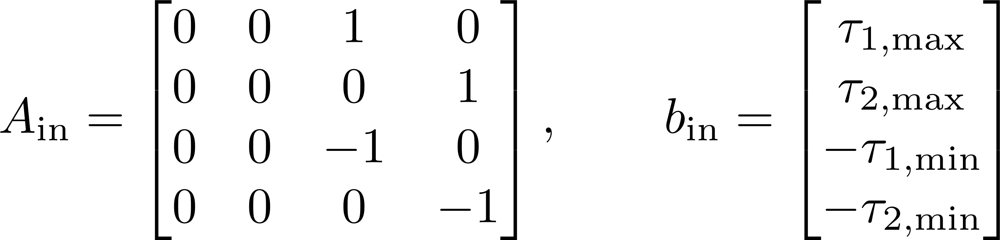 A_in = [ 0 0 1 0 ; 0 0 0 1 ; 0 0 −1 0 ; 0 0 0 −1 ] , b_in = [ τ_1,max ; τ_2,max ; −τ_1,min ; −τ_2,min ]